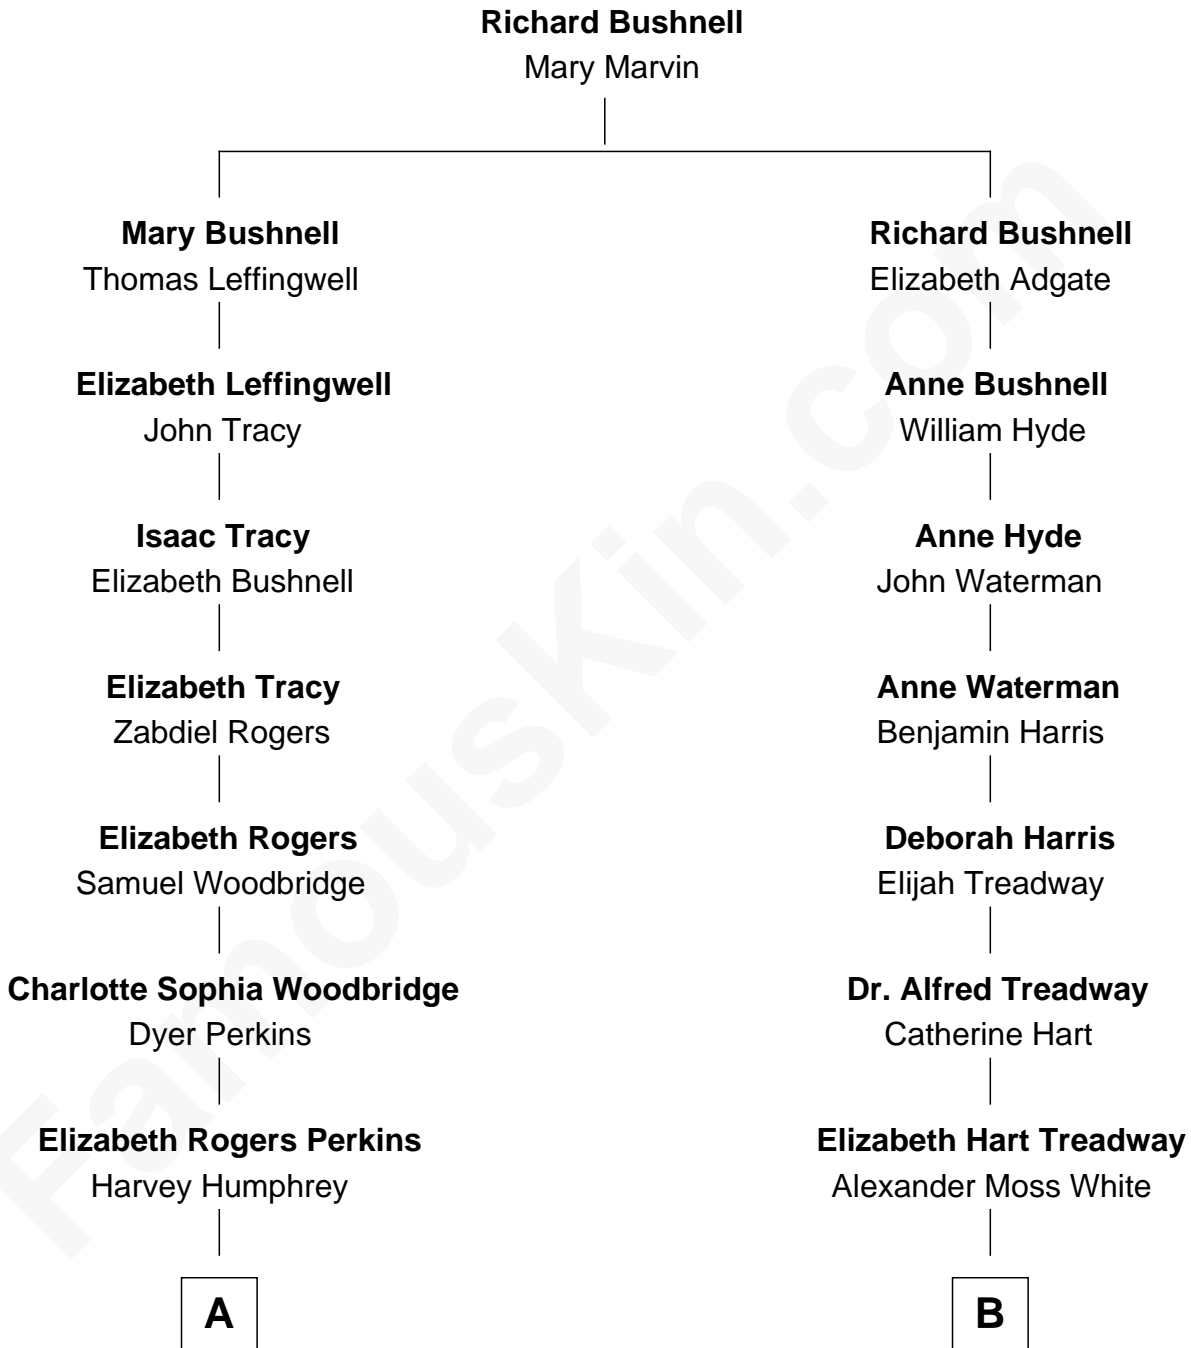 Richard Bushnell
Mary Marvin
Mary Bushnell
Thomas Leffingwell
Richard Bushnell
Elizabeth Adgate
Elizabeth Leffingwell
John Tracy
Anne Bushnell
William Hyde
Isaac Tracy
Elizabeth Bushnell
Anne Hyde
John Waterman
Elizabeth Tracy
Zabdiel Rogers
Anne Waterman
Benjamin Harris
Elizabeth Rogers
Samuel Woodbridge
Deborah Harris
Elijah Treadway
Charlotte Sophia Woodbridge
Dyer Perkins
Dr. Alfred Treadway
Catherine Hart
Elizabeth Rogers Perkins
Harvey Humphrey
Elizabeth Hart Treadway
Alexander Moss White
A
B
FamousKin.com